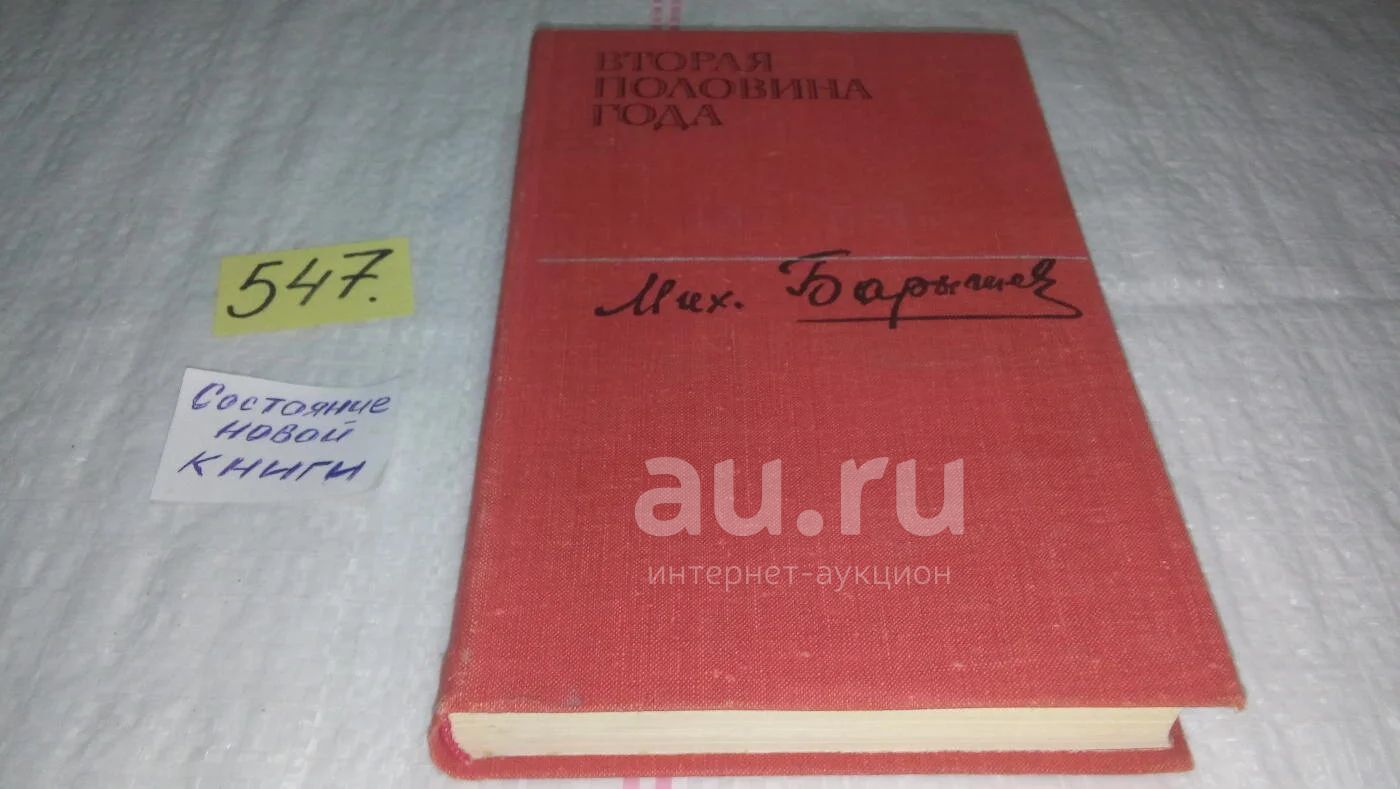 ВТОРАЯ
ПОЛОВИНА
ГОДА
Мих. Барышев
547.
Состояние
новой
книги
au.ru
интернет-аукцион